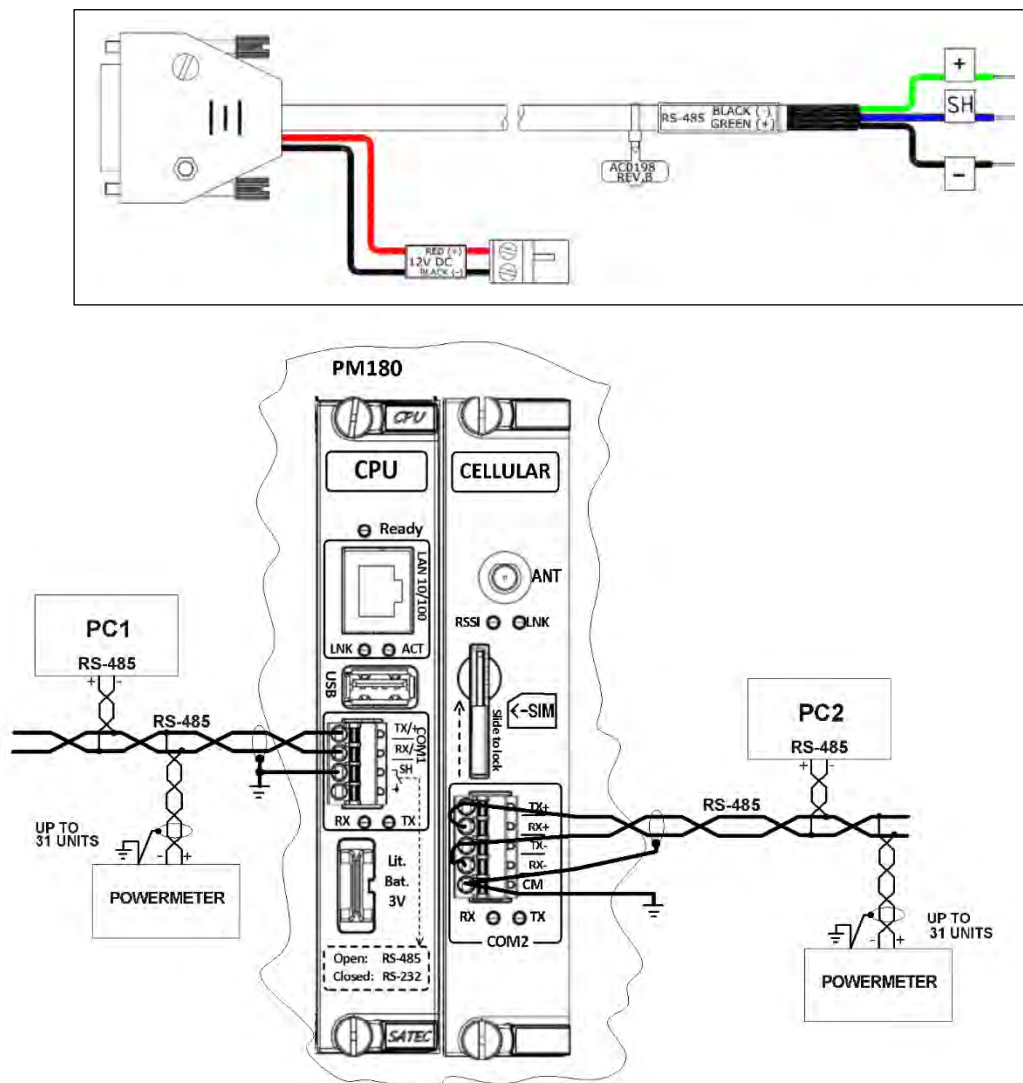 +
SH
-
RS-485
BLACK (-)
GREEN (+)
AC0198
REV.B
RED (+)
12V DC
BLACK (-)
PM180
CPU
CPU
CELLULAR
Ready
LAN 10/100
ANT
RSSI LNK
LNK ACT
USB
Slide to lock
<-SIM
PC1
RS-485
+ -
RS-485
TX/+
RX/-
SH
COM1
RX TX
UP TO
31 UNITS
- +
POWERMETER
Lit.
Bat.
3V
Open: RS-485
Closed: RS-232
SATEC
PC2
RS-485
+ -
RS-485
TX+
RX+
TX-
RX-
CM
RX TX
COM2
UP TO
31 UNITS
- +
POWERMETER